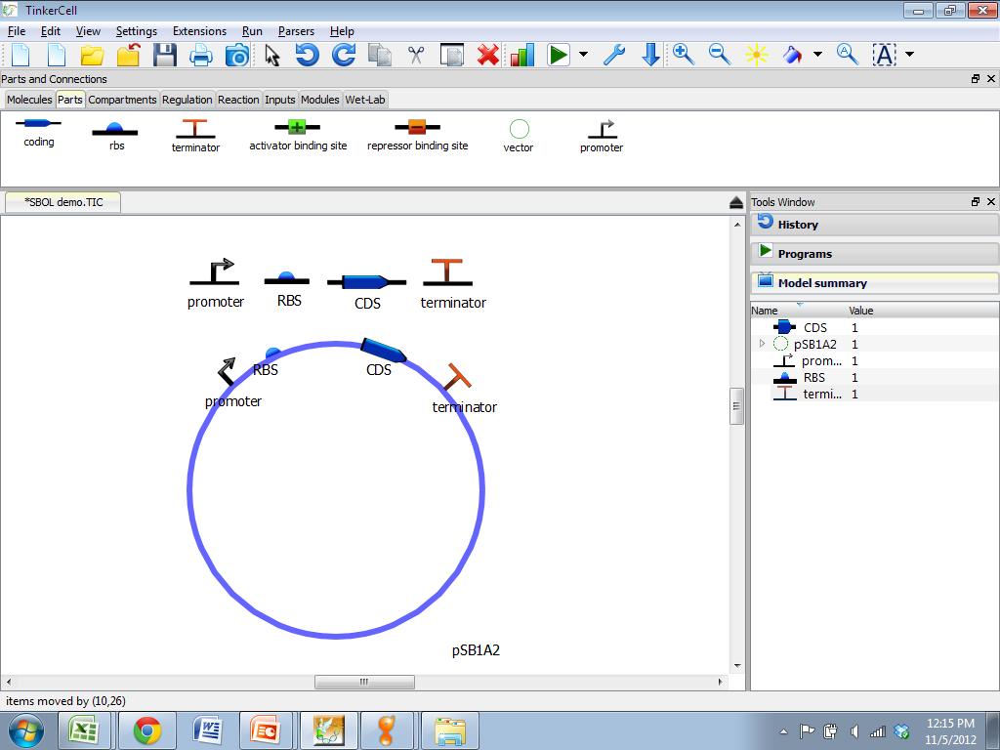 TinkerCell
File Edit View Settings Extensions Run Parsers Help
Parts and Connections
Molecules Parts Compartments Regulation Reaction Inputs Modules Wet-Lab
coding rbs terminator activator binding site repressor binding site vector promoter
*SBOL demo.TIC
Tools Window
History
Programs
Model summary
Name Value
CDS 1
pSB1A2 1
prom... 1
RBS 1
termi... 1
promoter RBS CDS terminator
RBS CDS
promoter terminator
pSB1A2
items moved by (10,26)
12:15 PM
11/5/2012